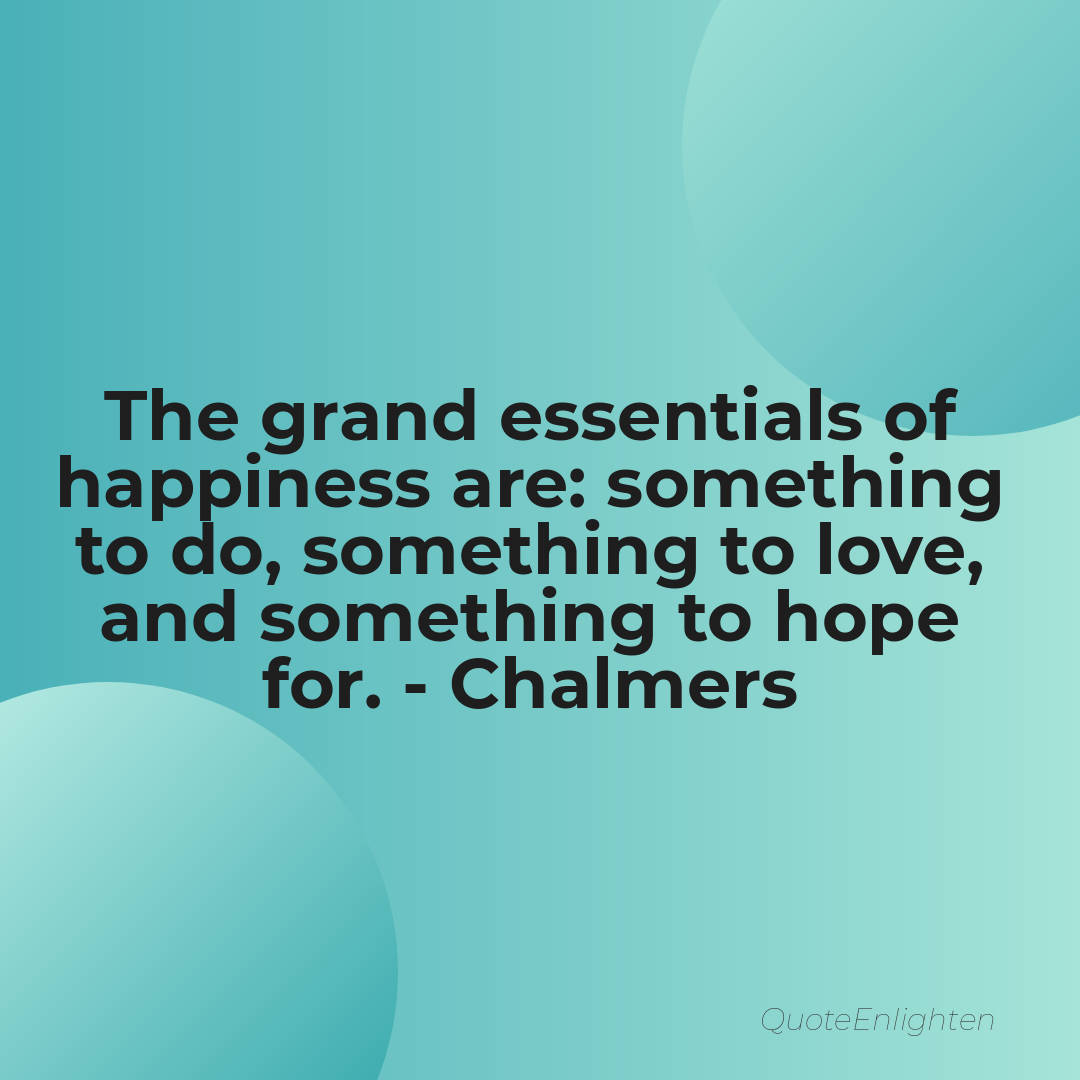 The grand essentials of
happiness are: something
to do, something to love,
and something to hope
for. - Chalmers
QuoteEnlighten